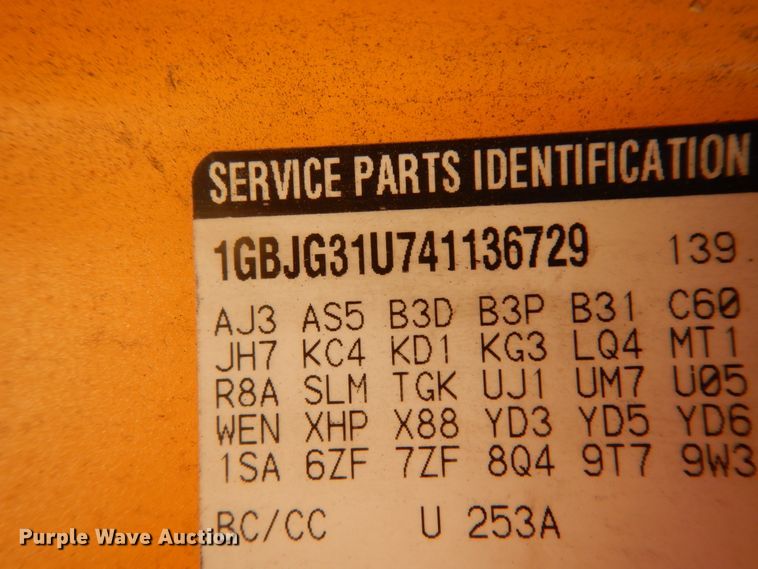 SERVICE PARTS IDENTIFICATION
1GBJG31U741136729 139
AJ3 AS5 B3D B3P B31 C60
JH7 KC4 KD1 KG3 LQ4 MT1
R8A SLM TGK UJ1 UM7 U05
WEN XHP X88 YD3 YD5 YD6
1SA 6ZF 7ZF 8Q4 9T7 9W3
BC/CC U 253A
Purple Wave Auction